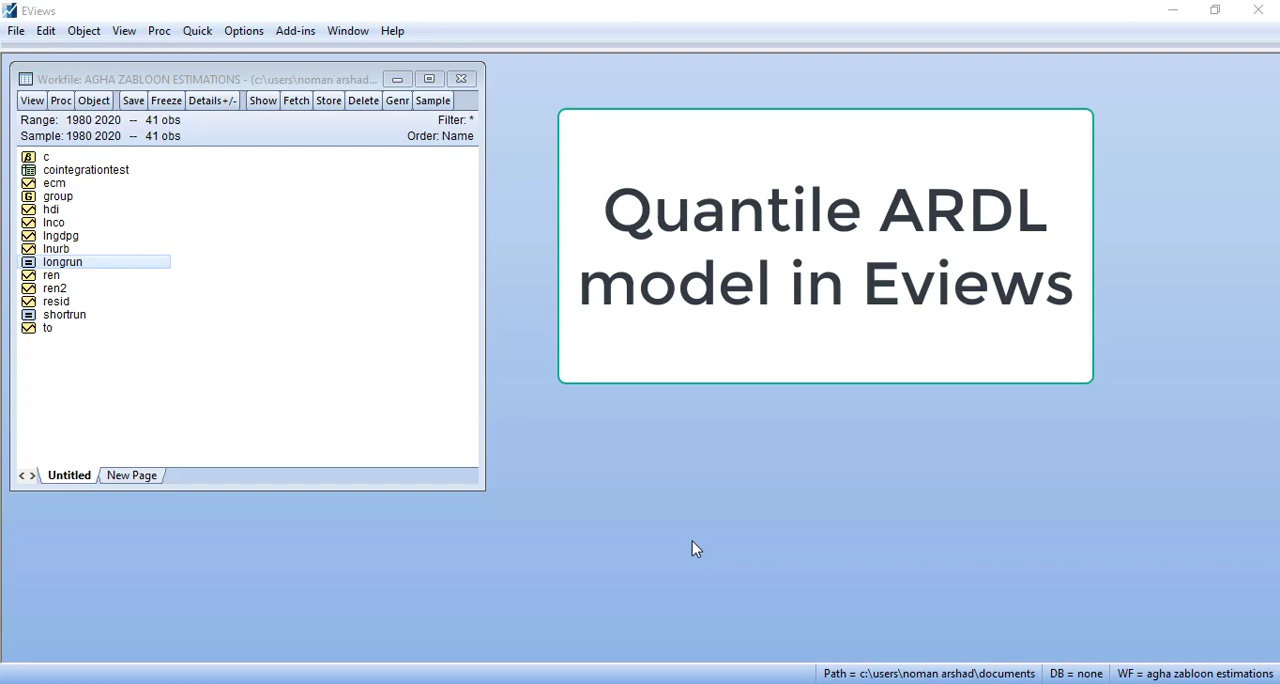 EViews
File Edit Object View Proc Quick Options Add-ins Window Help
Workfile: AGHA ZABLOON ESTIMATIONS - (c:\users\noman arshad...
View Proc Object Save Freeze Details+/- Show Fetch Store Delete Genr Sample
Range: 1980 2020 -- 41 obs Filter: *
Sample: 1980 2020 -- 41 obs Order: Name
c
cointegrationtest
ecm
group
hdi
lnco
lngdpg
lnurb
longrun
ren
ren2
resid
shortrun
to
Untitled New Page
Quantile ARDL
model in Eviews
Path = c:\users\noman arshad\documents DB = none WF = agha zabloon estimations